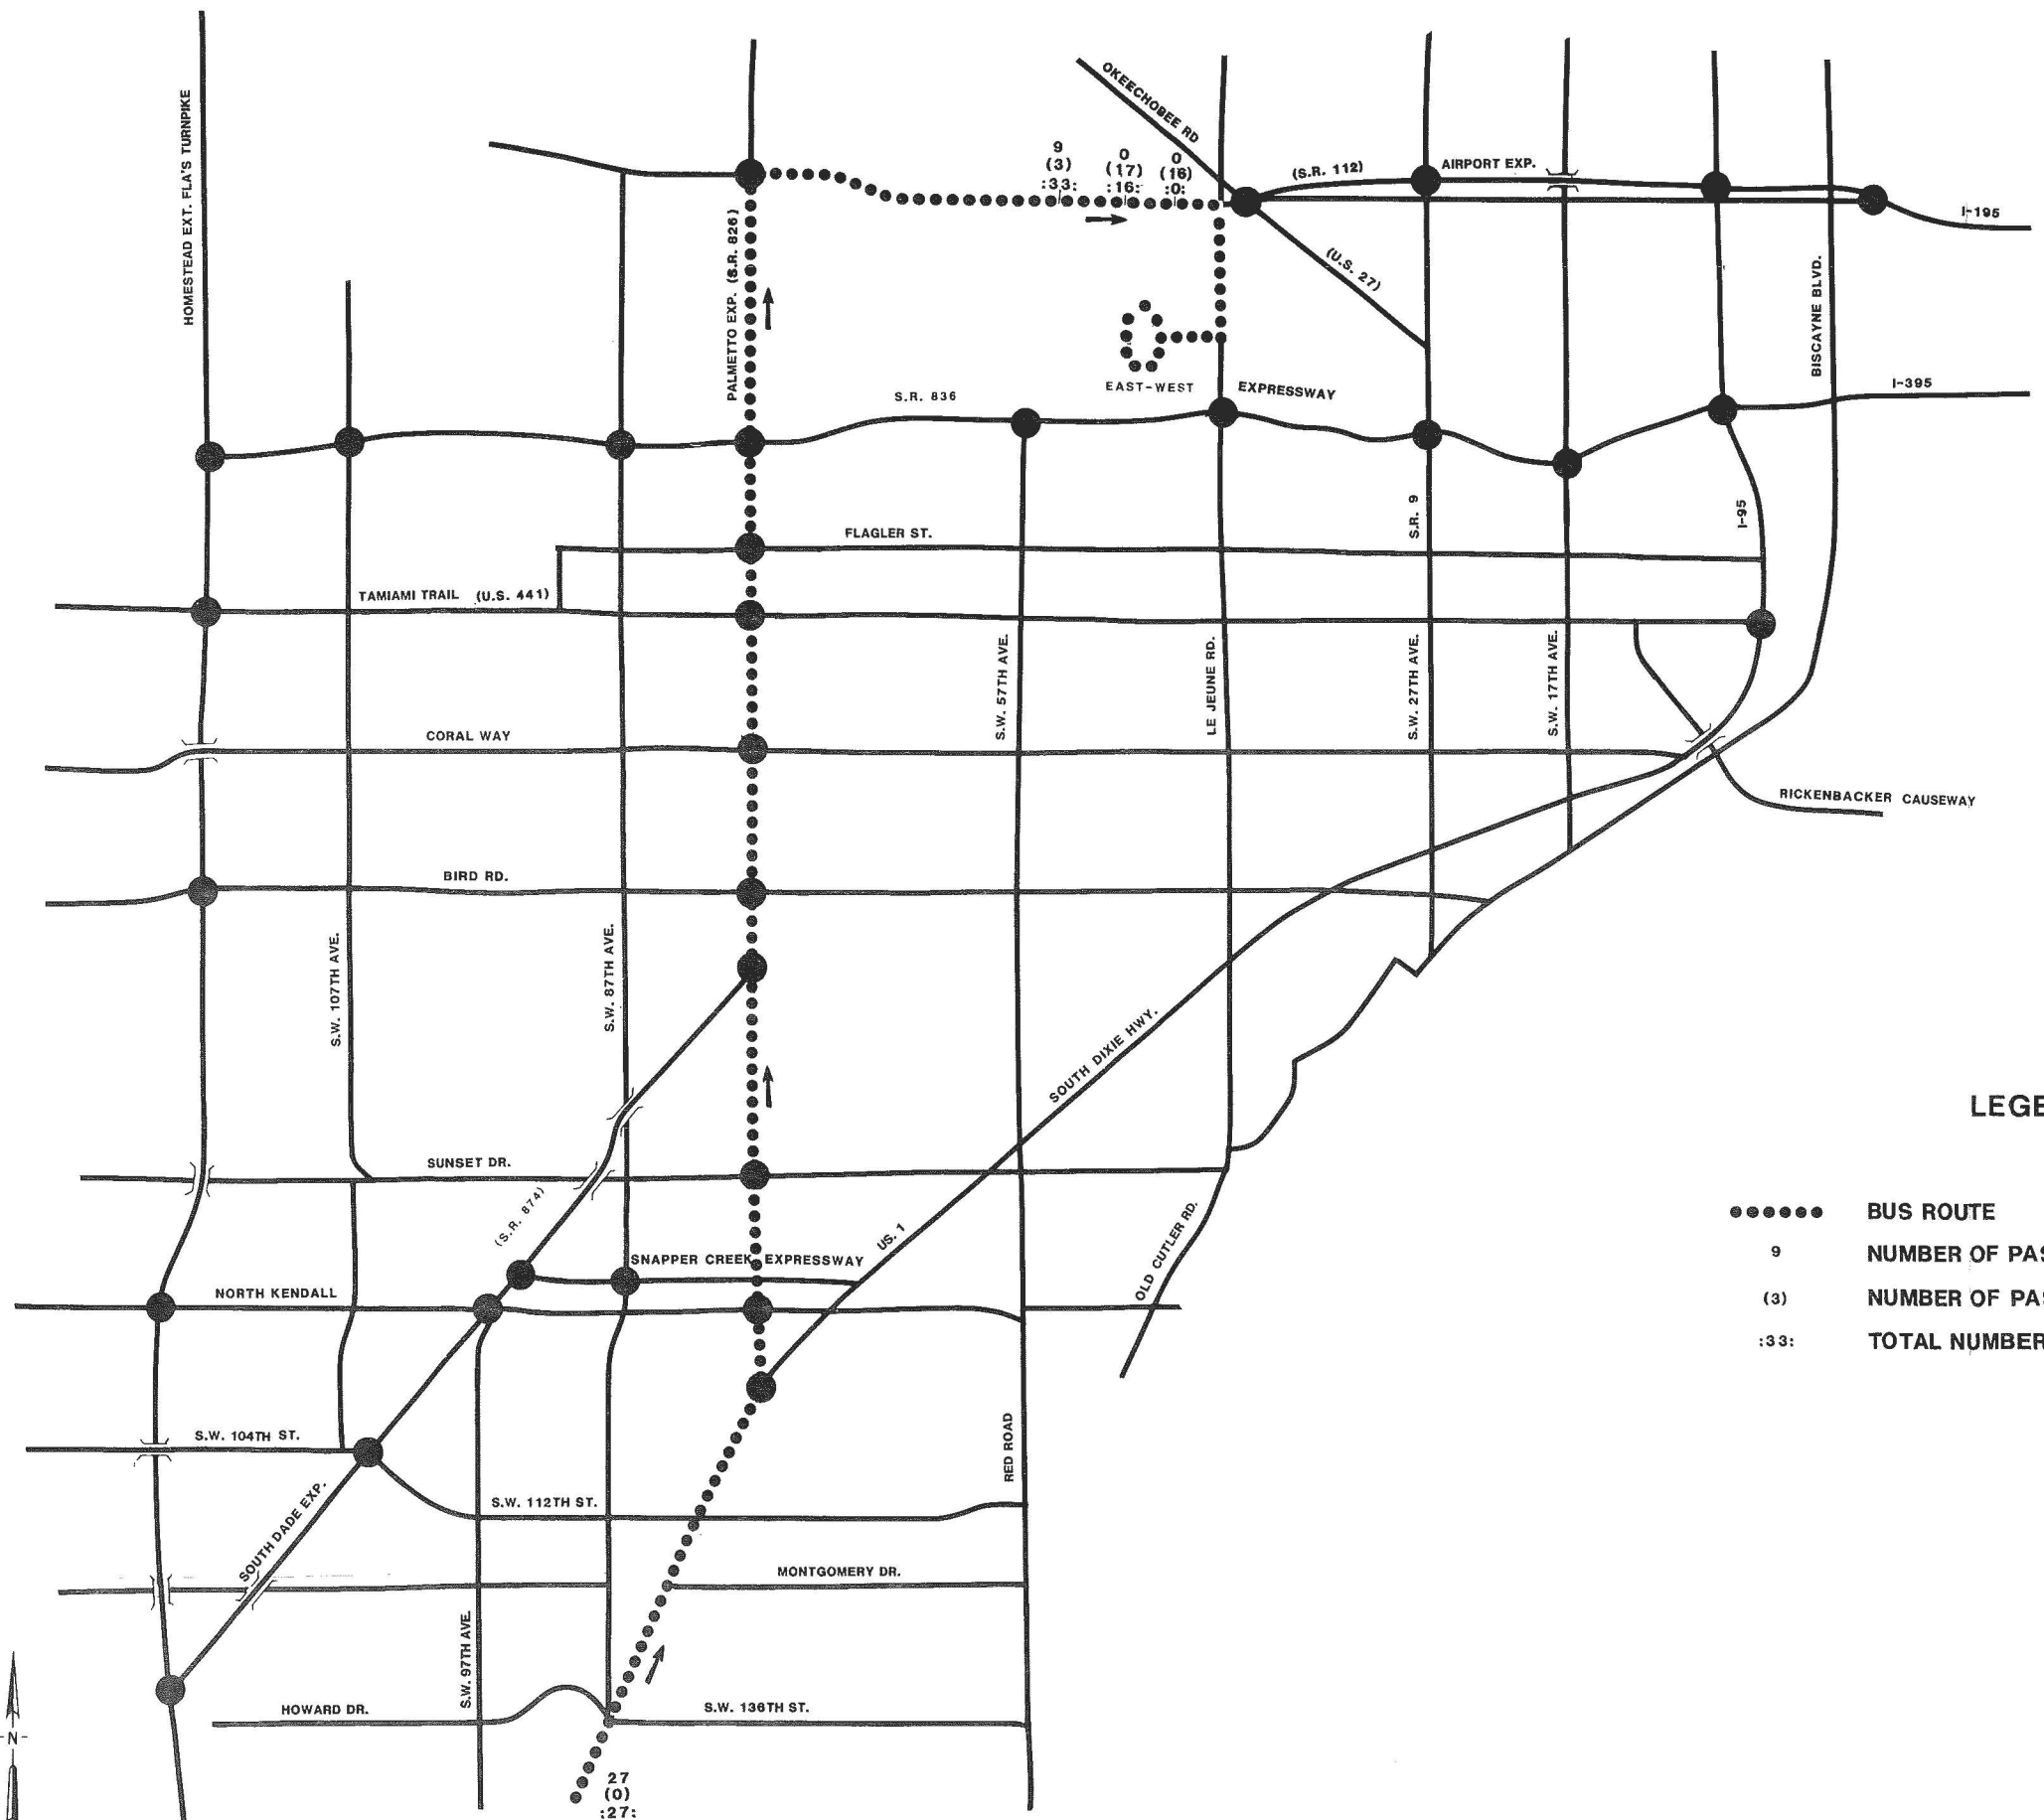 HOMESTEAD EXT. FLA'S TURNPIKE
OKEECHOBEE RD
9
(3)
:33:
0
(17)
:16:
0
(16)
:0:
(S.R. 112)
AIRPORT EXP.
I-195
PALMETTO EXP. (S.R. 826)
(U.S. 27)
BISCAYNE BLVD.
EAST-WEST EXPRESSWAY
S.R. 836
I-395
S.R. 9
I-95
FLAGLER ST.
TAMIAMI TRAIL (U.S. 441)
S.W. 57TH AVE.
LE JEUNE RD.
S.W. 27TH AVE.
S.W. 17TH AVE.
CORAL WAY
RICKENBACKER CAUSEWAY
BIRD RD.
S.W. 107TH AVE.
S.W. 87TH AVE.
SOUTH DIXIE HWY.
SUNSET DR.
(S.R. 874)
US. 1
OLD CUTLER RD.
SNAPPER CREEK EXPRESSWAY
NORTH KENDALL
S.W. 104TH ST.
RED ROAD
SOUTH DADE EXP.
S.W. 112TH ST.
MONTGOMERY DR.
S.W. 97TH AVE.
HOWARD DR.
S.W. 136TH ST.
27
(0)
:27:
-N-
LEGE
BUS ROUTE
9 NUMBER OF PAS
(3) NUMBER OF PAS
:33: TOTAL NUMBER